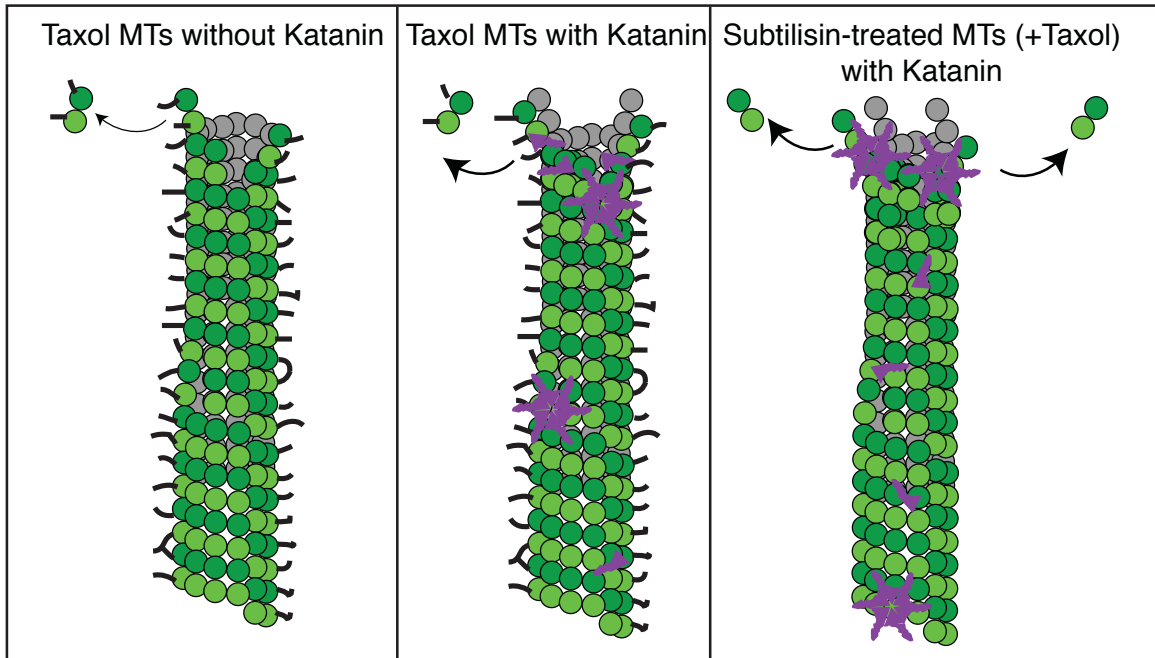 Taxol MTs without Katanin
Taxol MTs with Katanin
Subtilisin-treated MTs (+Taxol)
with Katanin